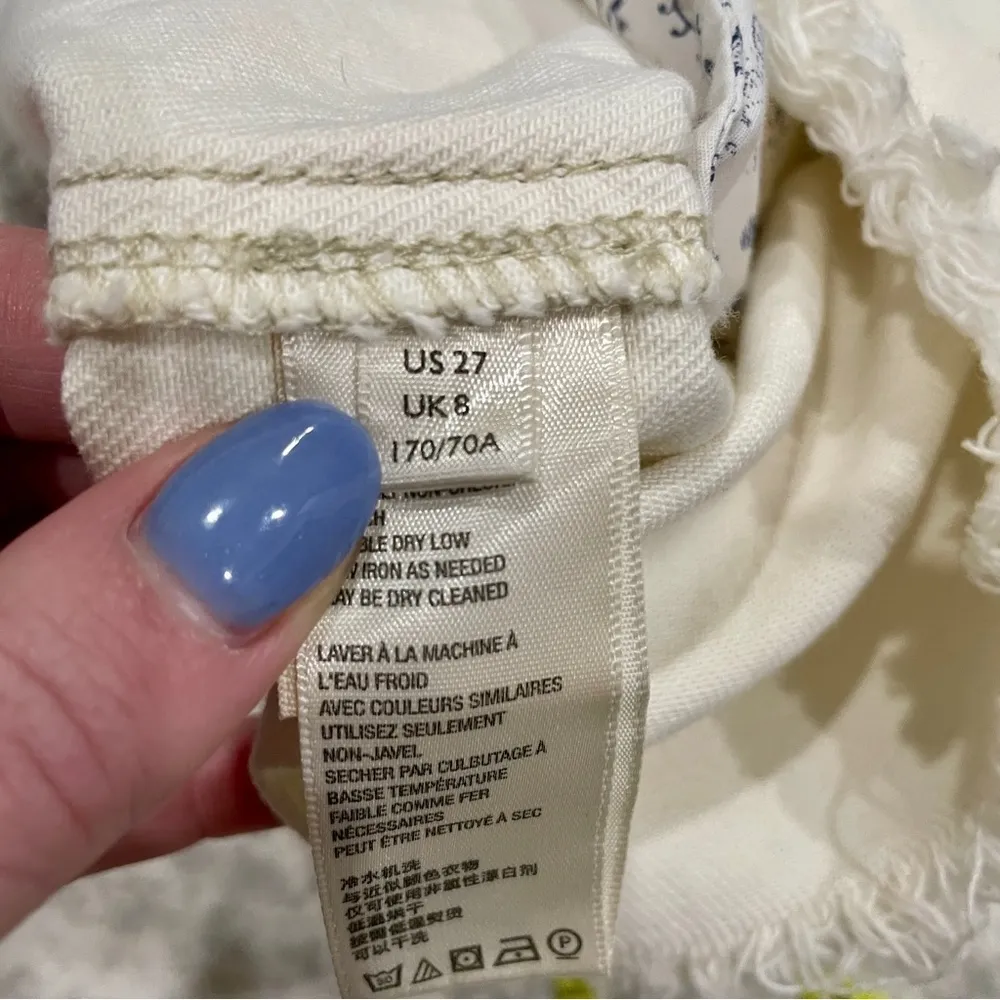 US 27
UK 8
170/70A
DRY LOW
IRON AS NEEDED
BE DRY CLEANED
LAVER À LA MACHINE À
L'EAU FROID
AVEC COULEURS SIMILAIRES
UTILISEZ SEULEMENT
NON-JAVEL
SECHER PAR CULBUTAGE À
BASSE TEMPÉRATURE
FAIBLE COMME FER
NÉCESSAIRES
PEUT ÊTRE NETTOYÉ À SEC
冷水机洗
与近似颜色衣物
仅可使用非氯性漂白剂
低温烘干
按需低温熨烫
可以干洗
P